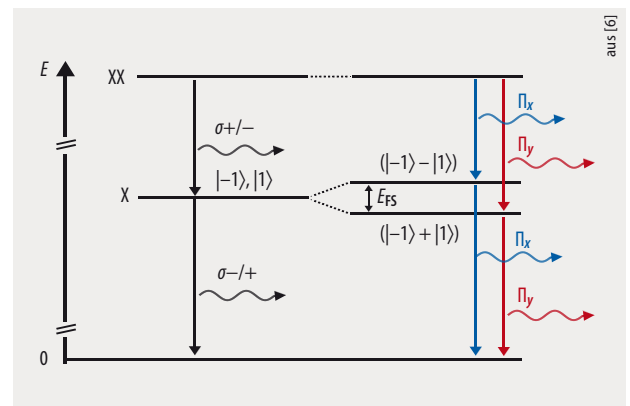 aus [6]
E
XX
Πx
σ+/−
Πy
(|−1⟩−|1⟩)
|−1⟩,|1⟩
X
EFS
(|−1⟩+|1⟩)
Πx
σ−/+
Πy
0